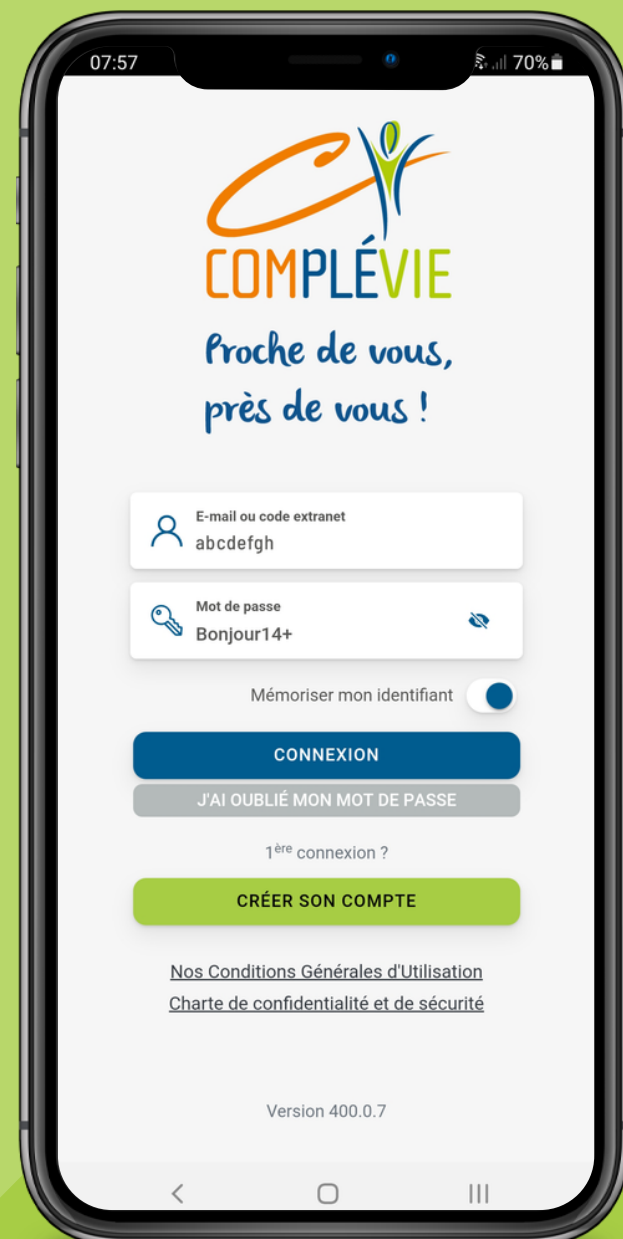 07:57 70%
COMPLÉVIE
Proche de vous,
près de vous !
E-mail ou code extranet
abcdefgh
Mot de passe
Bonjour14+
Mémoriser mon identifiant
CONNEXION
J'AI OUBLIÉ MON MOT DE PASSE
1ère connexion ?
CRÉER SON COMPTE
Nos Conditions Générales d'Utilisation
Charte de confidentialité et de sécurité
Version 400.0.7